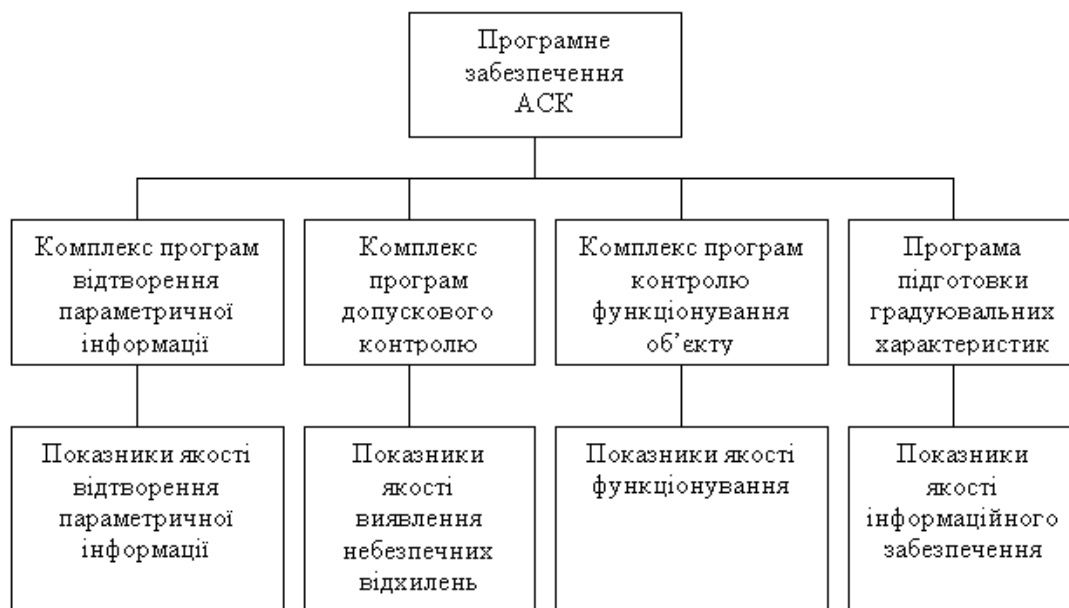 Програмне
забезпечення
АСК
Комплекс програм
відтворення
параметричної
інформації
Комплекс
програм
допускового
контролю
Комплекс програм
контролю
функціонування
об’єкту
Програма
підготовки
градуювальних
характеристик
Показники якості
відтворення
параметричної
інформації
Показники
якості
виявлення
небезпечних
відхилень
Показники якості
функціонування
Показники
якості
інформаційного
забезпечення